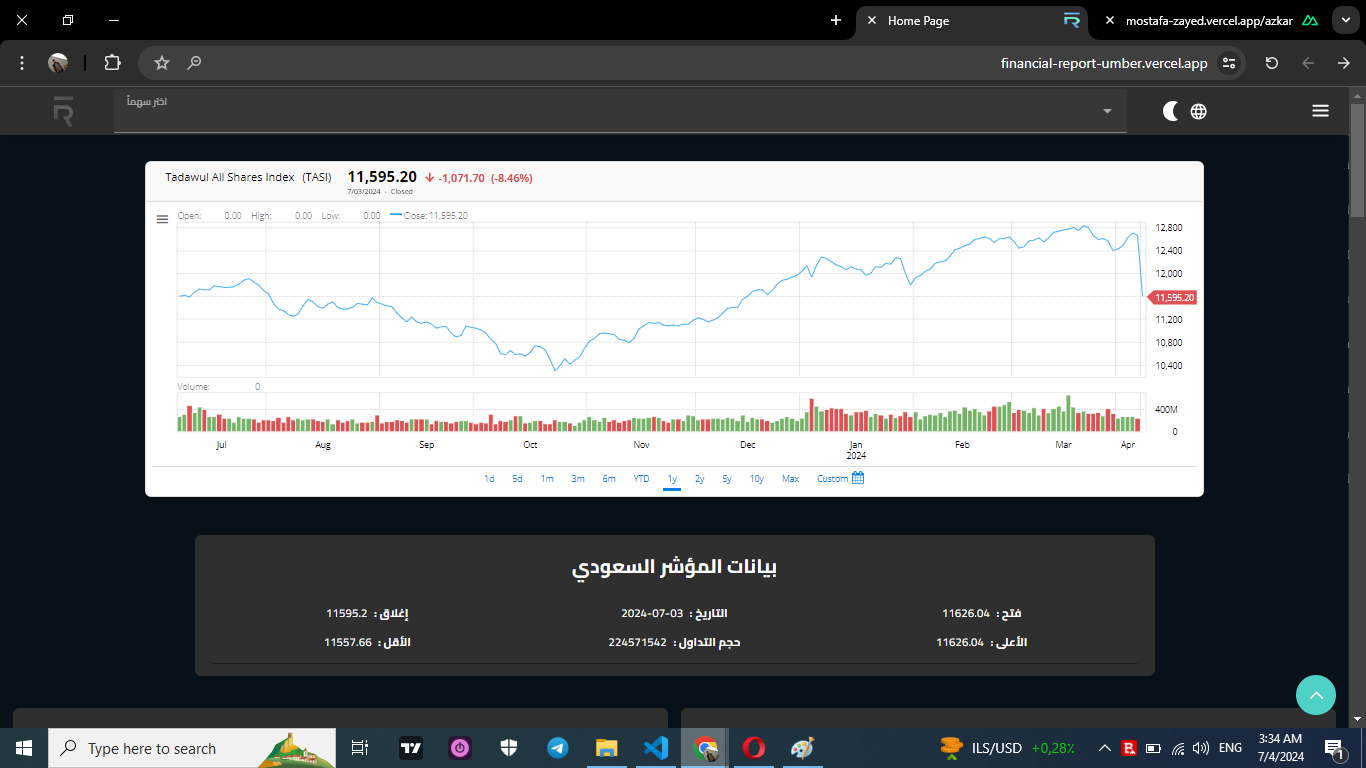 Home Page
mostafa-zayed.vercel.app/azkar
financial-report-umber.vercel.app
اختر سهماً
Tadawul All Shares Index (TASI) 11,595.20 -1,071.70 (-8.46%)
7/03/2024 - Closed
Open: 0.00 High: 0.00 Low: 0.00 Close: 11,595.20
12,800
12,400
12,000
11,595.20
11,200
10,800
10,400
Volume: 0
400M
0
Jul Aug Sep Oct Nov Dec Jan Feb Mar Apr
2024
1d 5d 1m 3m 6m YTD 1y 2y 5y 10y Max Custom
بيانات المؤشر السعودي
فتح : 11626.04 التاريخ : 2024-07-03 إغلاق : 11595.2
الأعلى : 11626.04 حجم التداول : 224571542 الأقل : 11557.66
Type here to search
ILS/USD +0,28%
ENG
3:34 AM
7/4/2024
1